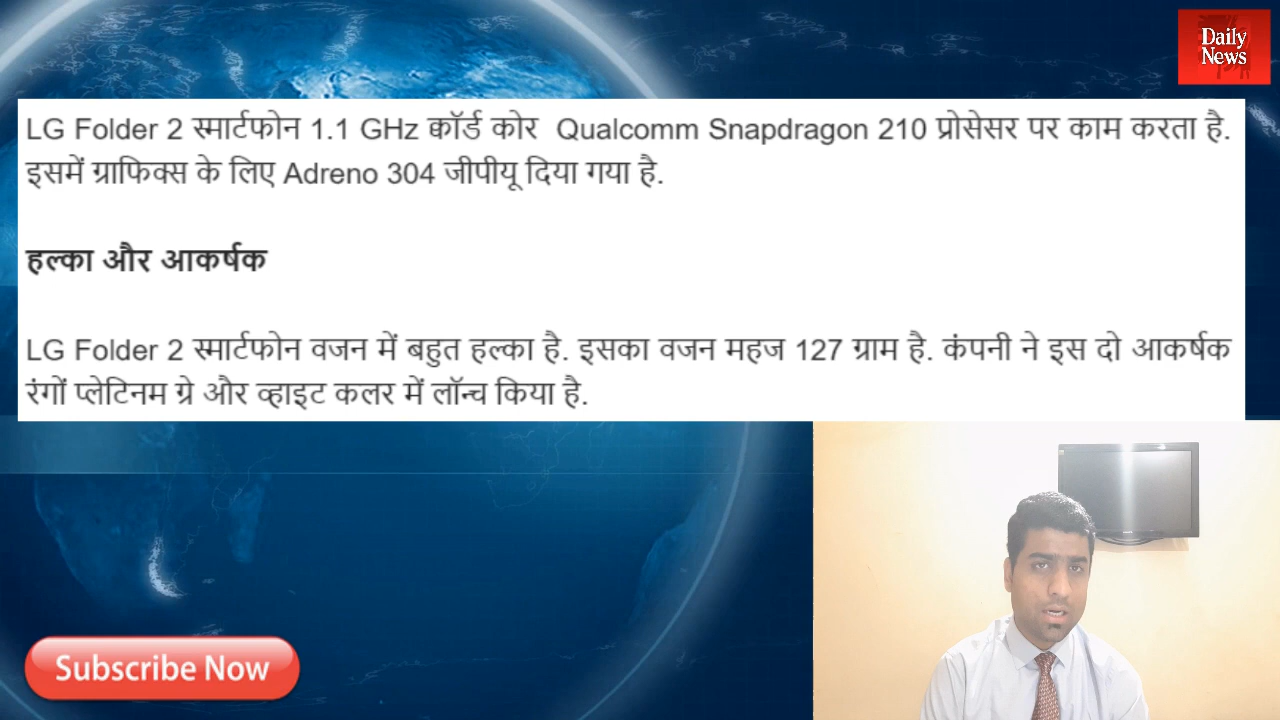 Daily
News
LG Folder 2 स्मार्टफोन 1.1 GHz कॉर्ड कोर Qualcomm Snapdragon 210 प्रोसेसर पर काम करता है.
इसमें ग्राफिक्स के लिए Adreno 304 जीपीयू दिया गया है.
हल्का और आकर्षक
LG Folder 2 स्मार्टफोन वजन में बहुत हल्का है. इसका वजन महज 127 ग्राम है. कंपनी ने इस दो आकर्षक
रंगों प्लेटिनम ग्रे और व्हाइट कलर में लॉन्च किया है.
Subscribe Now